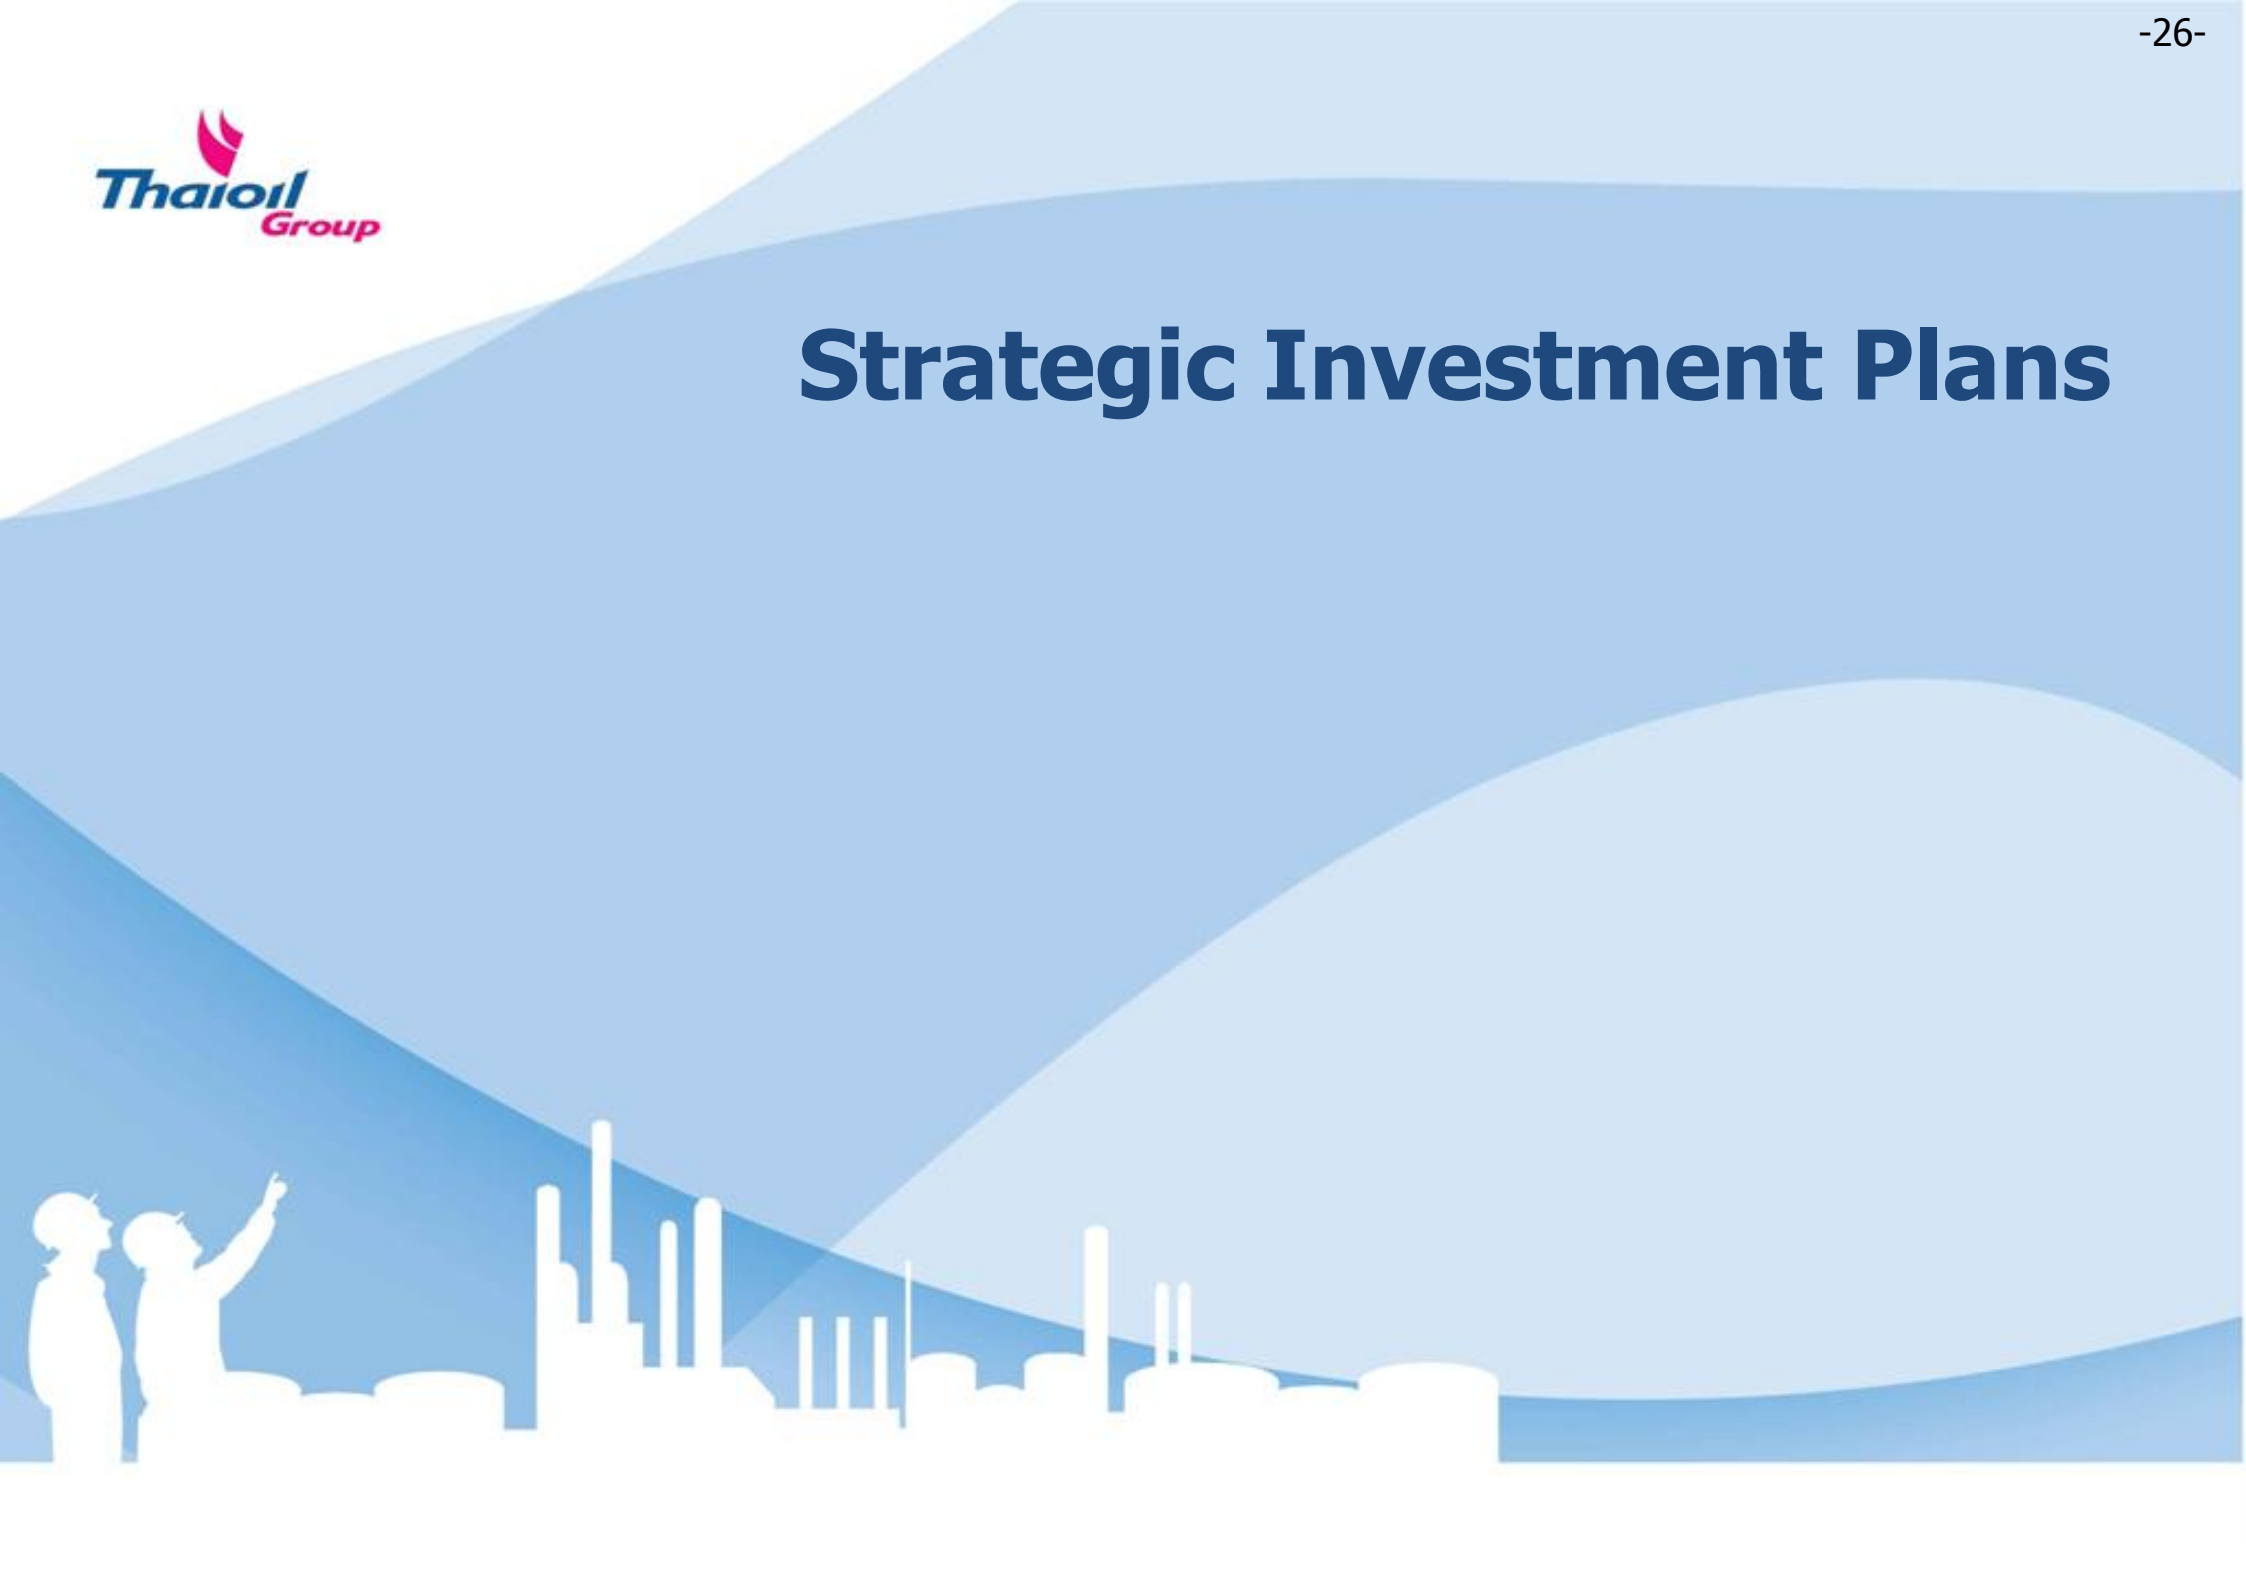 -26-
Thaioil
Group
Strategic Investment Plans